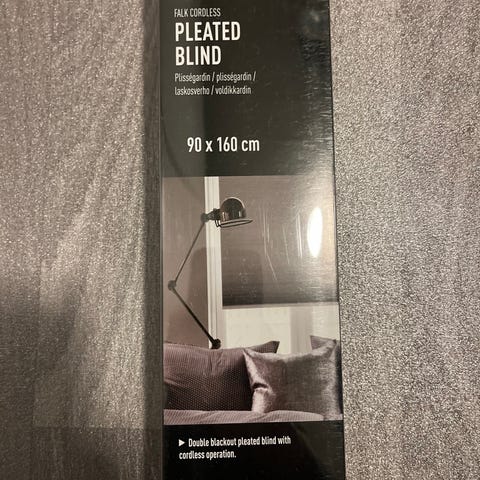 FALK CORDLESS
PLEATED
BLIND
Plisségardin / plisségardin /
laskosverho / voldikkardin
90 x 160 cm
► Double blackout pleated blind with
cordless operation.